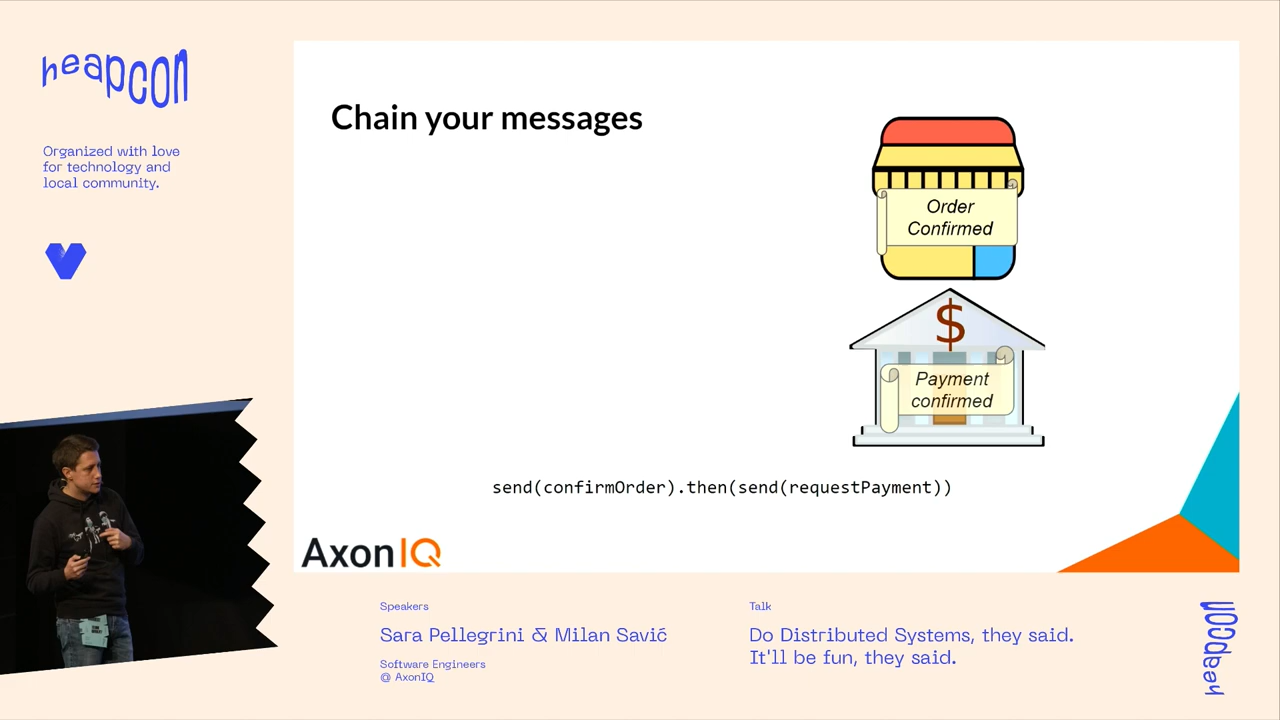 heapcon
Organized with love
for technology and
local community.
Chain your messages
Order
Confirmed
$
Payment
confirmed
send(confirmOrder).then(send(requestPayment))
AxonIQ
Speakers
Sara Pellegrini & Milan Savić
Software Engineers
@ AxonIQ
Talk
Do Distributed Systems, they said.
It'll be fun, they said.
heapcon